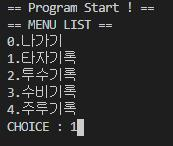 == Program Start ! ==
== MENU LIST ==
0.나가기
1.타자기록
2.투수기록
3.수비기록
4.주루기록
CHOICE : 1